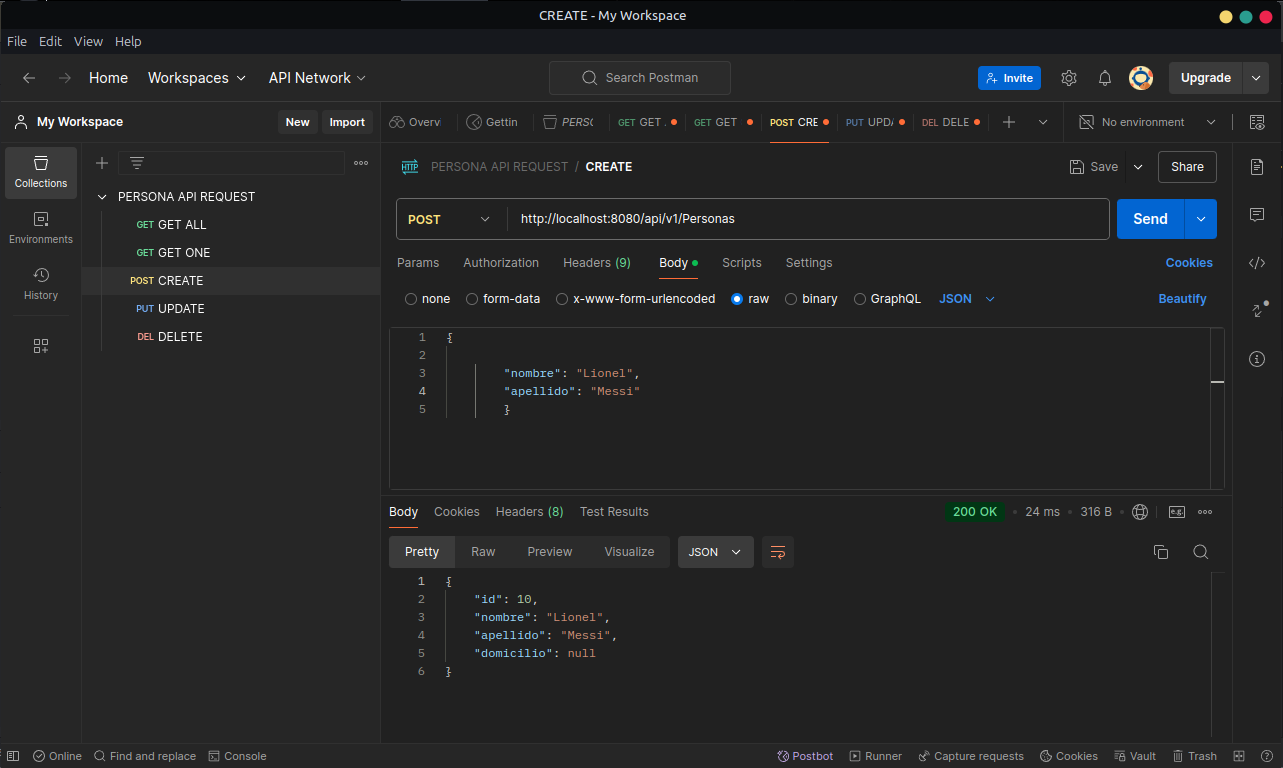 CREATE - My Workspace
File Edit View Help
Home Workspaces API Network Search Postman Invite Upgrade
My Workspace New Import Overvi Gettin PERSO GET GET . GET GET POST CRE PUT UPDA DEL DELE No environment
Collections
Environments
History
PERSONA API REQUEST
GET GET ALL
GET GET ONE
POST CREATE
PUT UPDATE
DEL DELETE
HTTP PERSONA API REQUEST / CREATE Save Share
POST http://localhost:8080/api/v1/Personas Send
Params Authorization Headers (9) Body Scripts Settings Cookies
none form-data x-www-form-urlencoded raw binary GraphQL JSON Beautify
1 {
2
3 "nombre": "Lionel",
4 "apellido": "Messi"
5 }
Body Cookies Headers (8) Test Results 200 OK 24 ms 316 B e.g.
Pretty Raw Preview Visualize JSON
1 {
2 "id": 10,
3 "nombre": "Lionel",
4 "apellido": "Messi",
5 "domicilio": null
6 }
Online Find and replace Console Postbot Runner Capture requests Cookies Vault Trash